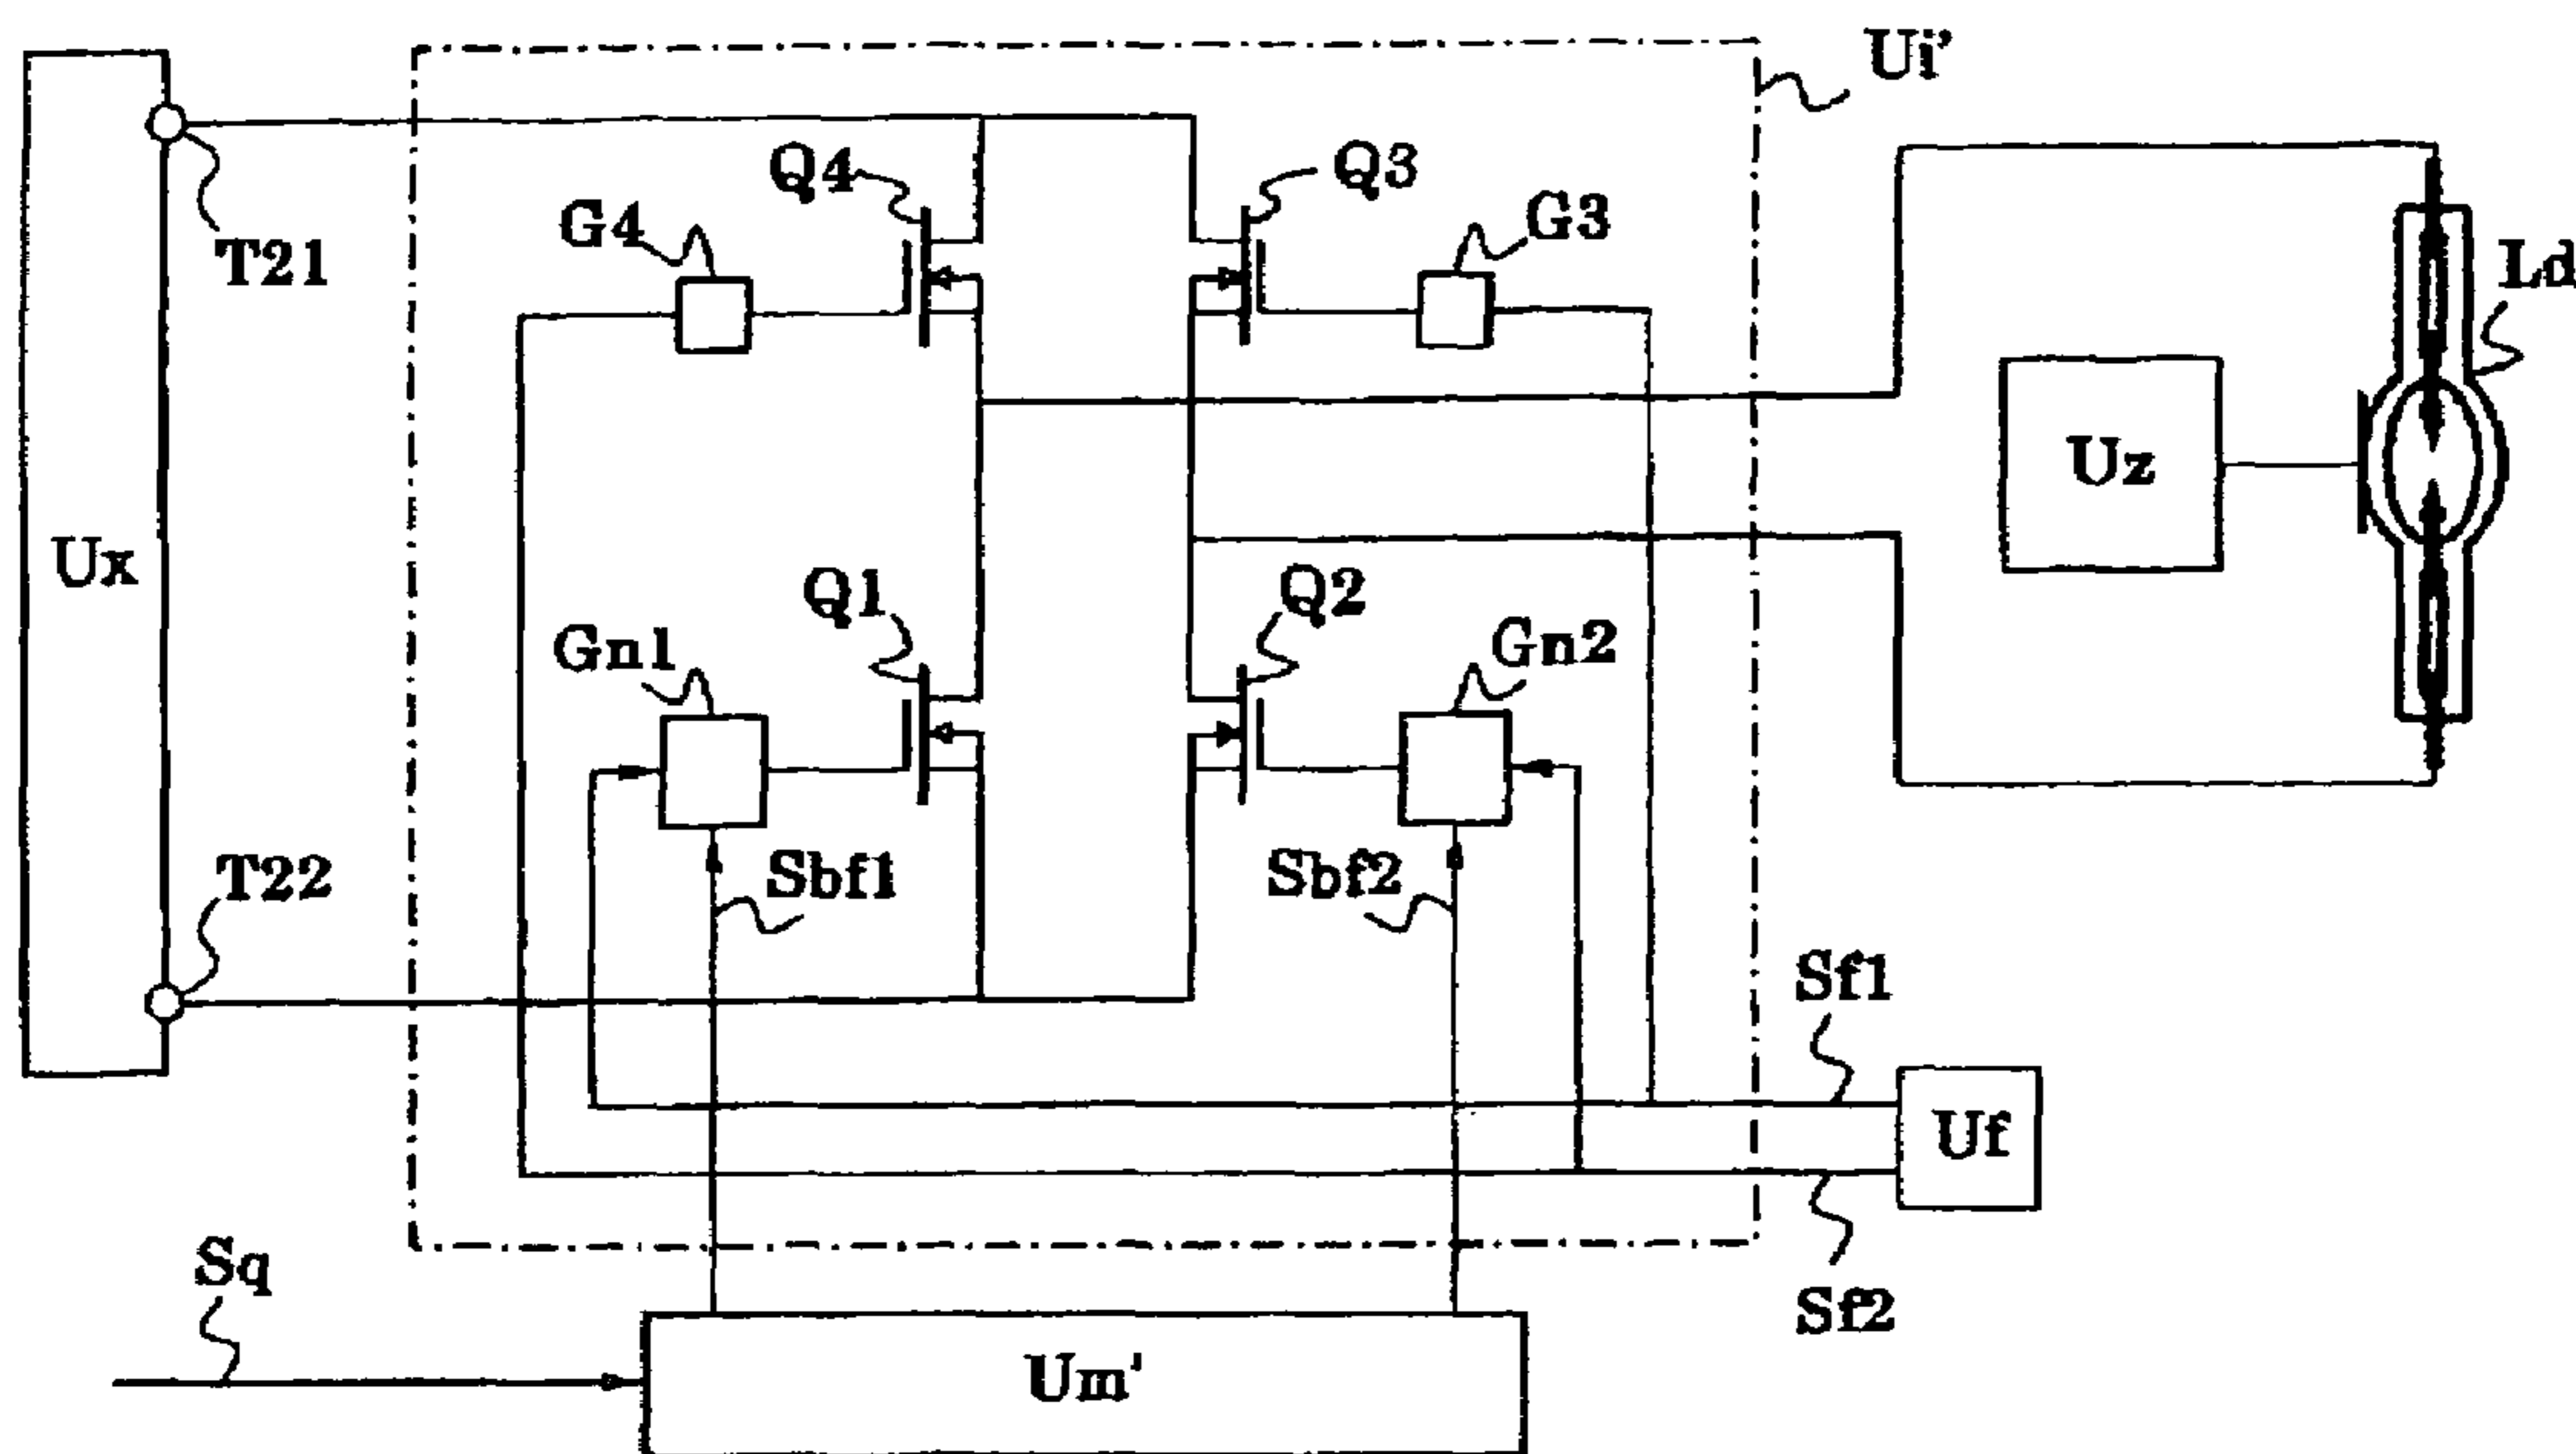 Ui'
Q4
Q3
G4
G3
T21
Ld
Uz
Ux
Q1
Q2
Gn1
Gn2
T22
Sbf1
Sbf2
Sf1
Uf
Sq
Sf2
Um'